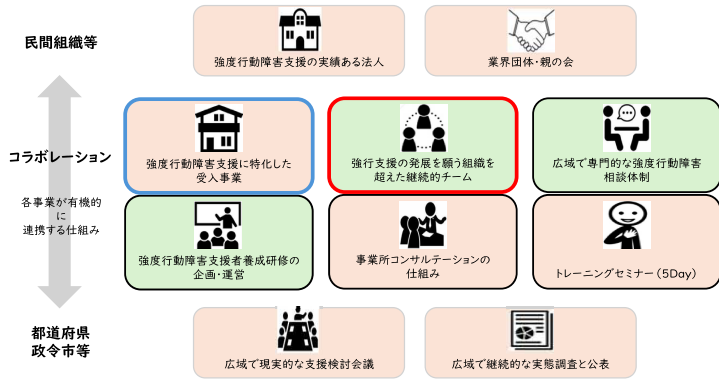 民間組織等
強度行動障害支援の実績ある法人
業界団体・親の会
コラボレーション
各事業が有機的
に
連携する仕組み
強度行動障害支援に特化した
受入事業
強行支援の発展を願う組織を
超えた継続的チーム
広域で専門的な強度行動障害
相談体制
強度行動障害支援者養成研修の
企画・運営
事業所コンサルテーションの
仕組み
トレーニングセミナー(5Day)
都道府県
政令市等
広域で現実的な支援検討会議
広域で継続的な実態調査と公表